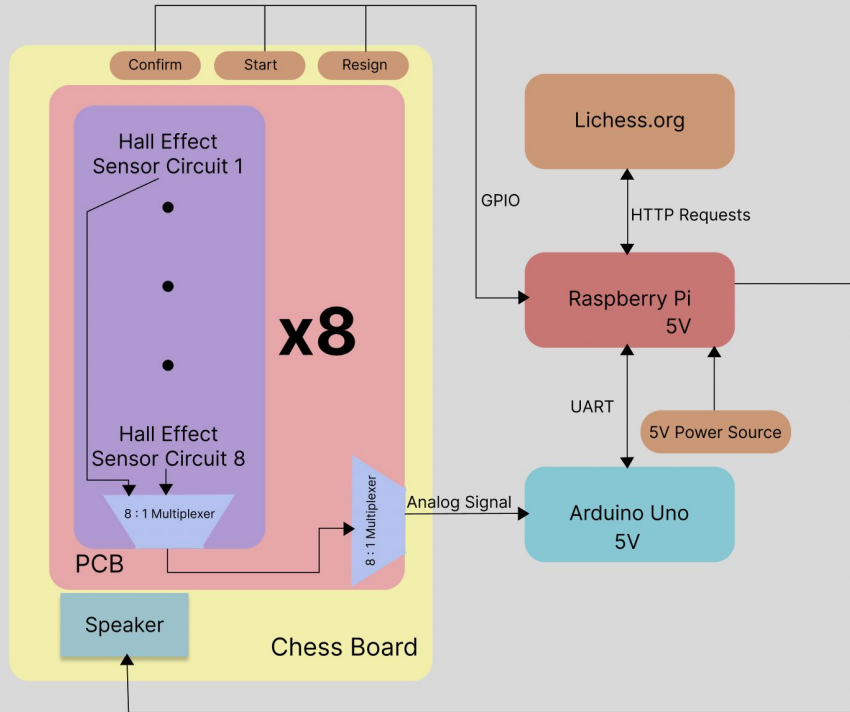 Confirm
Start
Resign
Hall Effect
Sensor Circuit 1
x8
Hall Effect
Sensor Circuit 8
8 : 1 Multiplexer
8 : 1 Multiplexer
PCB
Speaker
Chess Board
GPIO
Lichess.org
HTTP Requests
Raspberry Pi
5V
UART
5V Power Source
Analog Signal
Arduino Uno
5V